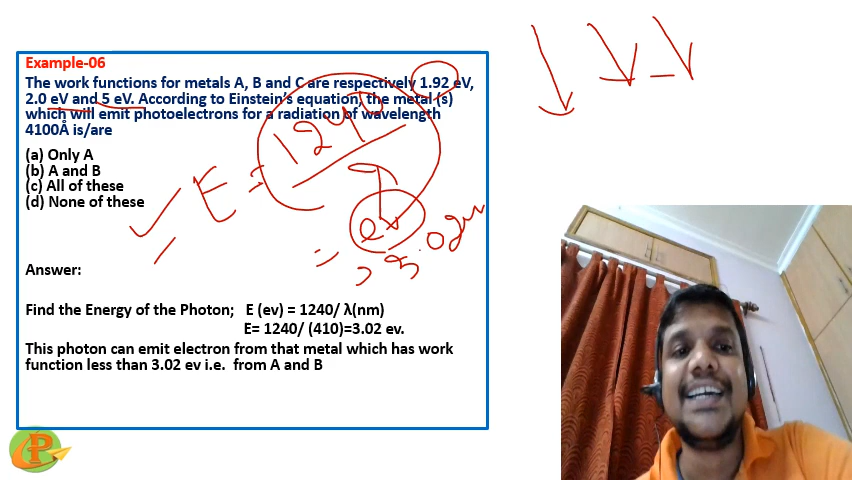 Example-06
The work functions for metals A, B and C are respectively 1.92 eV,
2.0 eV and 5 eV. According to Einstein's equation, the metal (s)
which will emit photoelectrons for a radiation of wavelength
4100Å is/are
(a) Only A
(b) A and B
(c) All of these
(d) None of these
E = 1240
Answer:
Find the Energy of the Photon; E (ev) = 1240/ λ(nm)
E= 1240/ (410)=3.02 ev.
This photon can emit electron from that metal which has work
function less than 3.02 ev i.e. from A and B
P